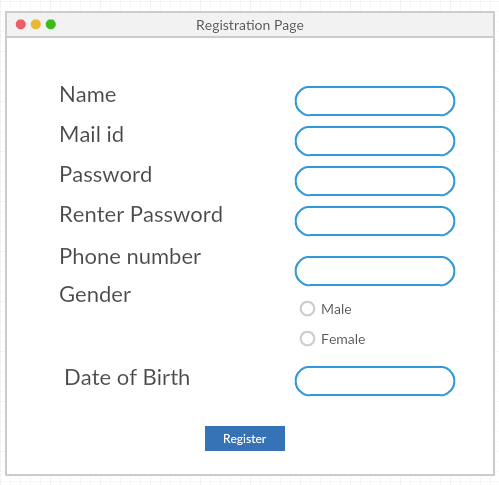 Registration Page
Name
Mail id
Password
Renter Password
Phone number
Gender
Male
Female
Date of Birth
Register